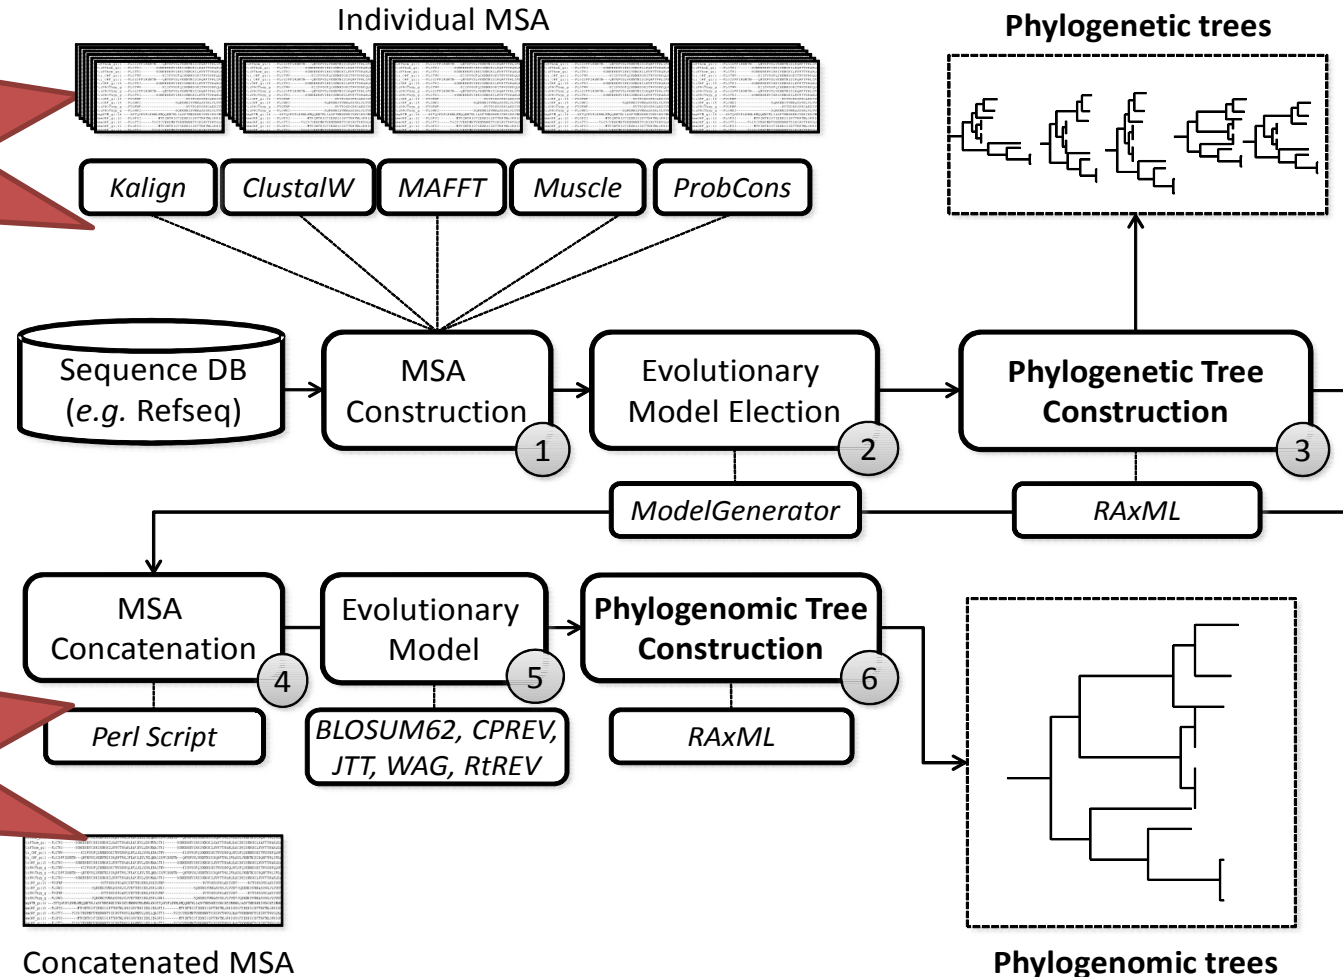 Individual MSA
Phylogenetic trees
Kalign
ClustalW
MAFFT
Muscle
ProbCons
Sequence DB
(e.g. Refseq)
MSA
Construction
1
Evolutionary
Model Election
2
Phylogenetic Tree
Construction
3
ModelGenerator
RAxML
MSA
Concatenation
4
Evolutionary
Model
5
Phylogenomic Tree
Construction
6
Perl Script
BLOSUM62, CPREV,
JTT, WAG, RtREV
RAxML
Concatenated MSA
Phylogenomic trees